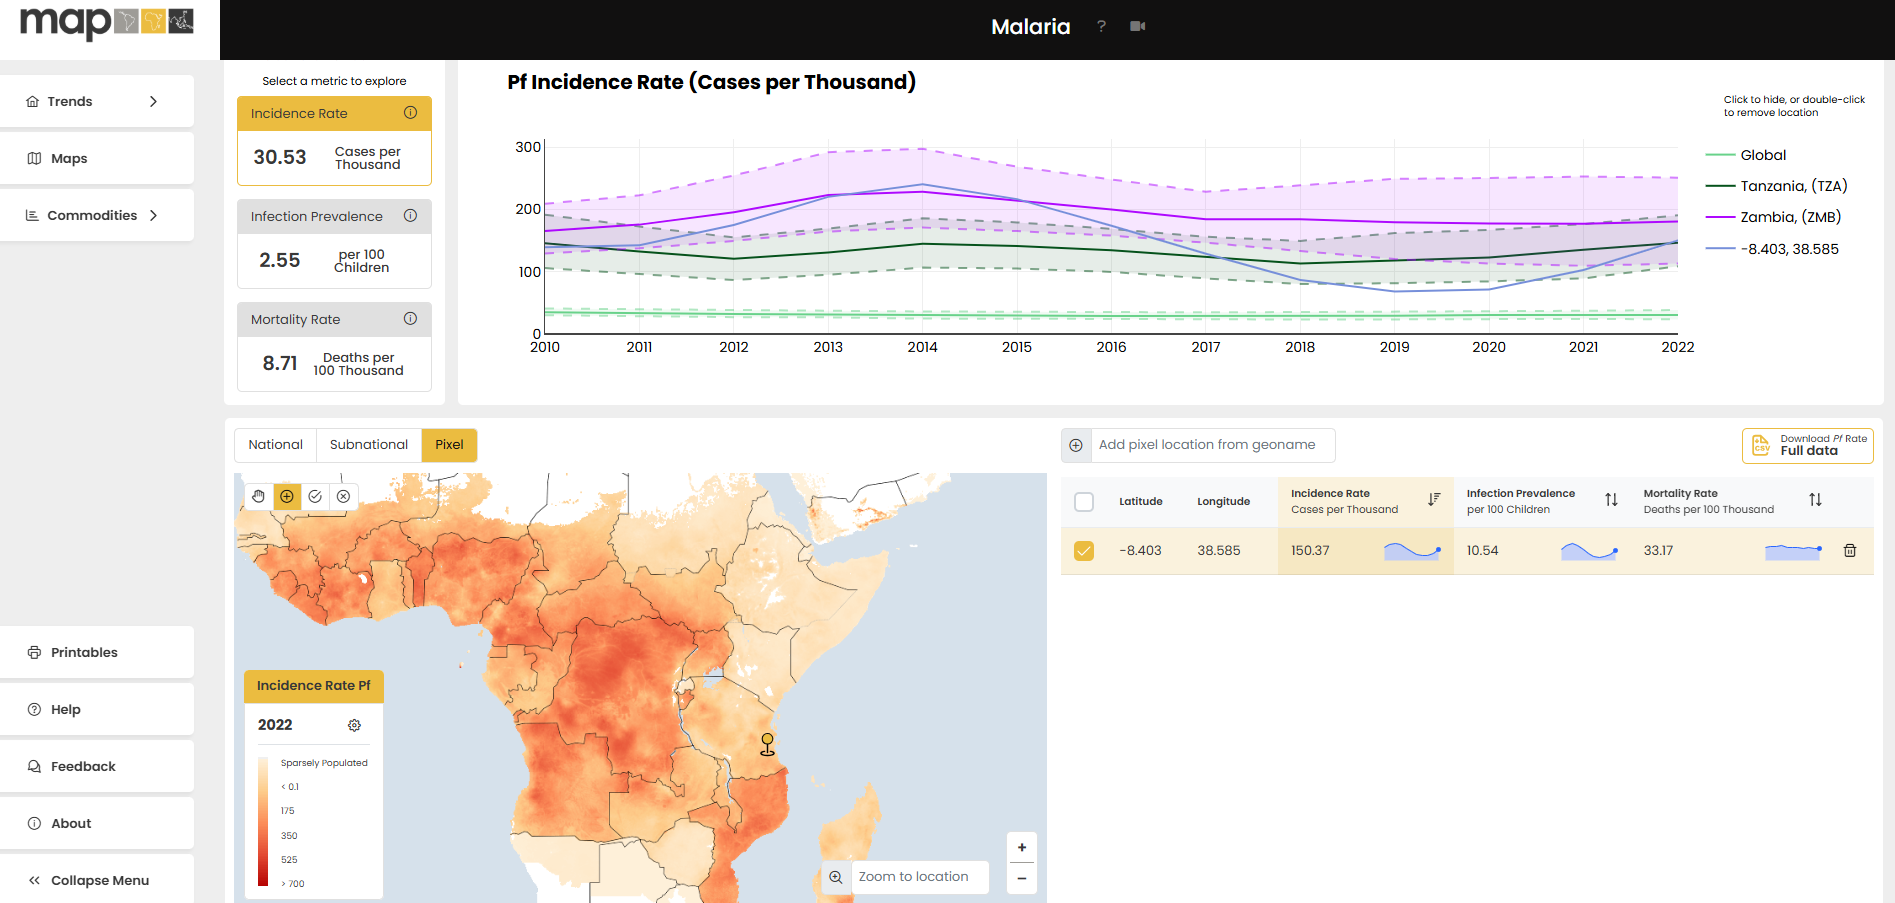 map
Malaria ?
Trends
Maps
Commodities
Printables
Help
Feedback
About
Collapse Menu
Select a metric to explore
Incidence Rate
30.53
Cases per
Thousand
Infection Prevalence
2.55
per 100
Children
Mortality Rate
8.71
Deaths per
100 Thousand
Pf Incidence Rate (Cases per Thousand)
Click to hide, or double-click
to remove location
300
200
100
0
2010 2011 2012 2013 2014 2015 2016 2017 2018 2019 2020 2021 2022
Global
Tanzania, (TZA)
Zambia, (ZMB)
-8.403, 38.585
National Subnational Pixel
Incidence Rate Pf
2022
Sparsely Populated
< 0.1
175
350
525
> 700
Zoom to location
+
−
Add pixel location from geoname
CSV
Download Pf Rate
Full data
Latitude Longitude
Incidence Rate
Cases per Thousand
Infection Prevalence
per 100 Children
Mortality Rate
Deaths per 100 Thousand
-8.403 38.585 150.37 10.54 33.17